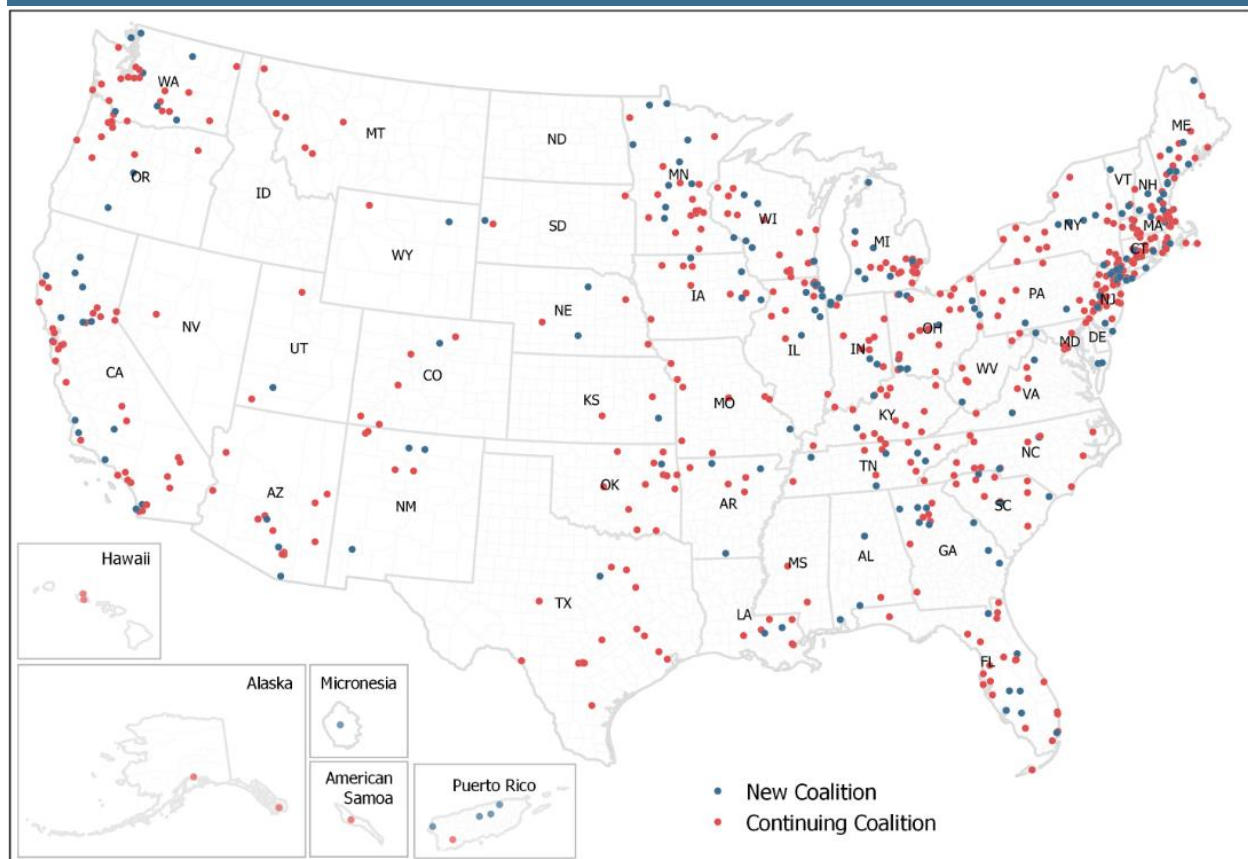 WA
MT
ND
MN
ME
VT
NH
OR
ID
SD
WI
NY
MA
MI
WY
CT
IA
PA
NE
NJ
OH
NV
IL
IN
MD
DE
UT
CO
WV
CA
VA
KS
MO
KY
NC
TN
OK
AZ
NM
AR
SC
Hawaii
MS
AL
GA
TX
LA
FL
Alaska
Micronesia
American
Samoa
Puerto Rico
New Coalition
Continuing Coalition